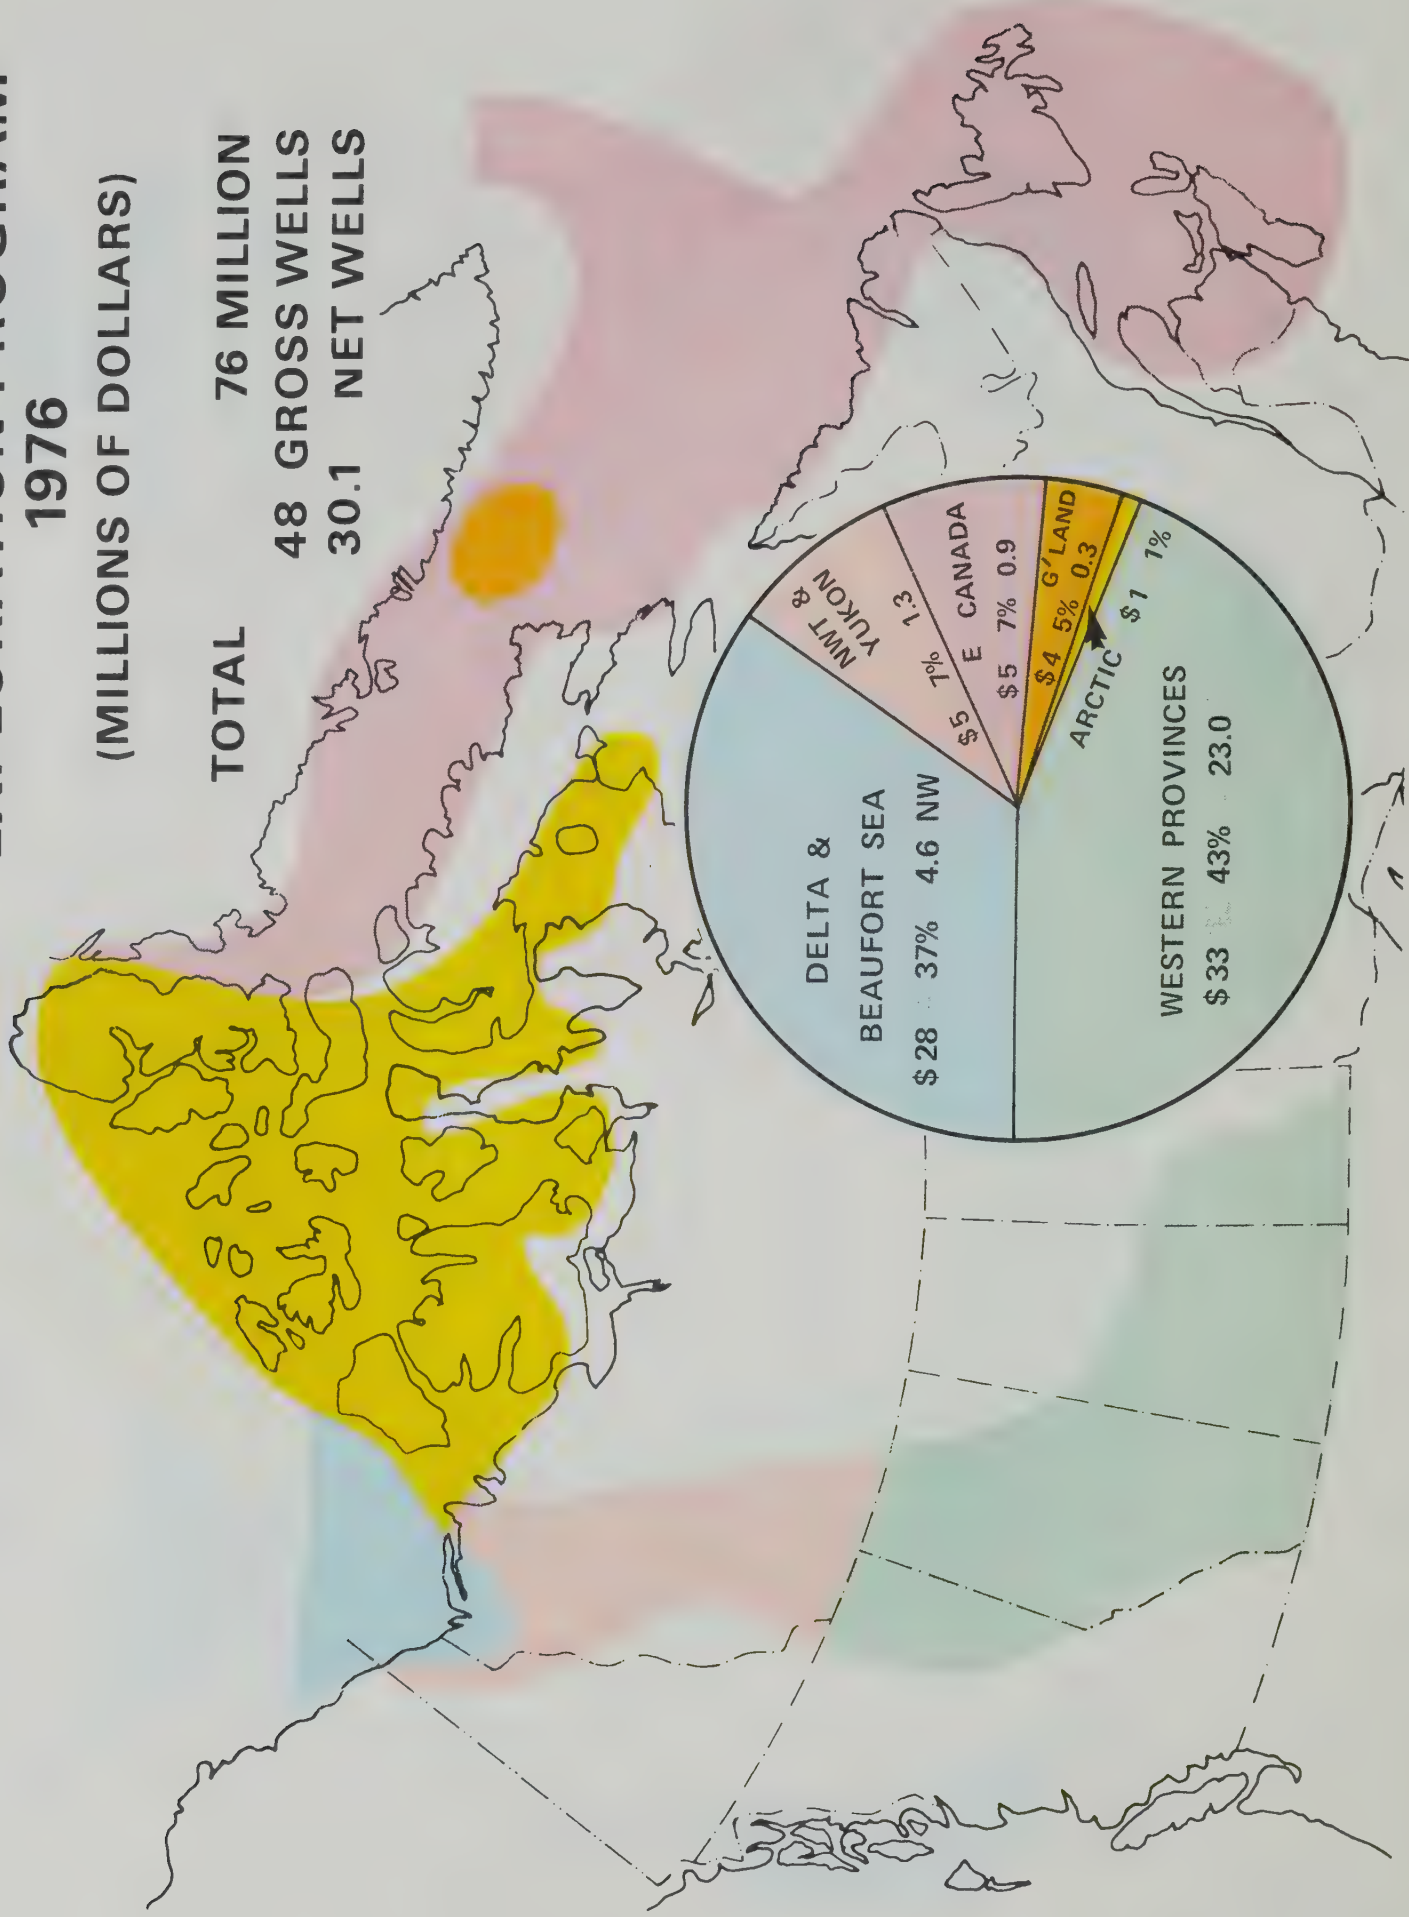 1976
(MILLIONS OF DOLLARS)
TOTAL 76 MILLION
48 GROSS WELLS
30.1 NET WELLS
DELTA &
BEAUFORT SEA
$28 37% 4.6 NW
NWT &
YUKON
$5 7% 1.3
E CANADA
$5 7% 0.9
G'LAND
$4 5% 0.3
ARCTIC $1 1%
WESTERN PROVINCES
$33 43% 23.0